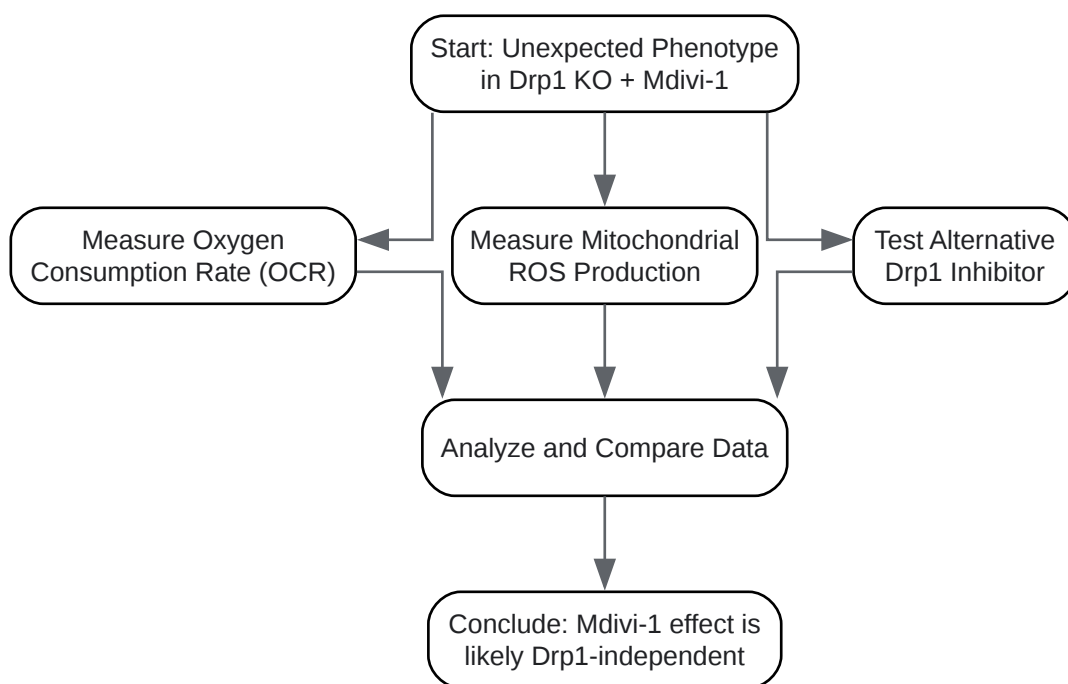 Start: Unexpected Phenotype
in Drp1 KO + Mdivi-1
Measure Oxygen
Consumption Rate (OCR)
Measure Mitochondrial
ROS Production
Test Alternative
Drp1 Inhibitor
Analyze and Compare Data
Conclude: Mdivi-1 effect is
likely Drp1-independent